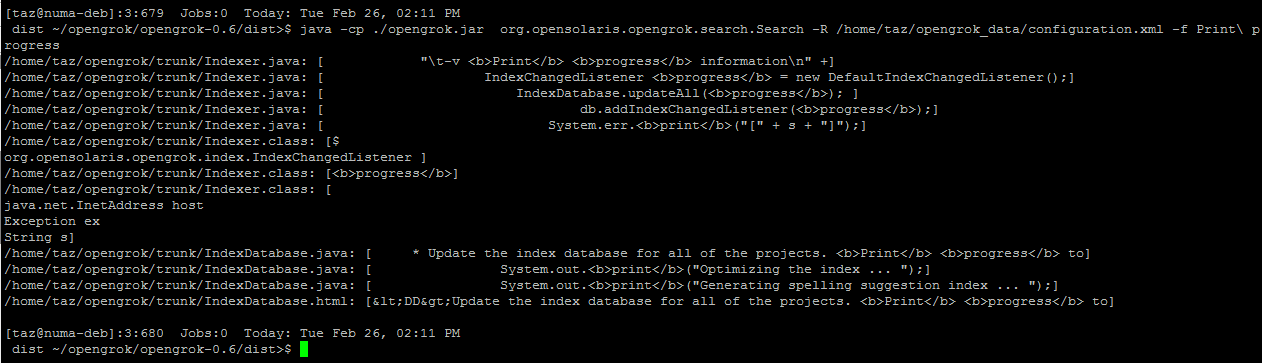 [taz@numa-deb]:3:679  Jobs:0  Today: Tue Feb 26, 02:11 PM
 dist ~/opengrok/opengrok-0.6/dist>$ java -cp ./opengrok.jar  org.opensolaris.opengrok.search.Search -R /home/taz/opengrok_data/configuration.xml -f Print\ p
rogress
/home/taz/opengrok/trunk/Indexer.java: [            "\t-v <b>Print</b> <b>progress</b> information\n" +]
/home/taz/opengrok/trunk/Indexer.java: [                    IndexChangedListener <b>progress</b> = new DefaultIndexChangedListener();]
/home/taz/opengrok/trunk/Indexer.java: [                        IndexDatabase.updateAll(<b>progress</b>); ]
/home/taz/opengrok/trunk/Indexer.java: [                                db.addIndexChangedListener(<b>progress</b>);]
/home/taz/opengrok/trunk/Indexer.java: [                            System.err.<b>print</b>("[" + s + "]");]
/home/taz/opengrok/trunk/Indexer.class: [$
org.opensolaris.opengrok.index.IndexChangedListener ]
/home/taz/opengrok/trunk/Indexer.class: [<b>progress</b>]
/home/taz/opengrok/trunk/Indexer.class: [
java.net.InetAddress host
Exception ex
String s]
/home/taz/opengrok/trunk/IndexDatabase.java: [     * Update the index database for all of the projects. <b>Print</b> <b>progress</b> to]
/home/taz/opengrok/trunk/IndexDatabase.java: [                System.out.<b>print</b>("Optimizing the index ... ");]
/home/taz/opengrok/trunk/IndexDatabase.java: [                System.out.<b>print</b>("Generating spelling suggestion index ... ");]
/home/taz/opengrok/trunk/IndexDatabase.html: [&lt;DD&gt;Update the index database for all of the projects. <b>Print</b> <b>progress</b> to]
[taz@numa-deb]:3:680  Jobs:0  Today: Tue Feb 26, 02:11 PM
 dist ~/opengrok/opengrok-0.6/dist>$